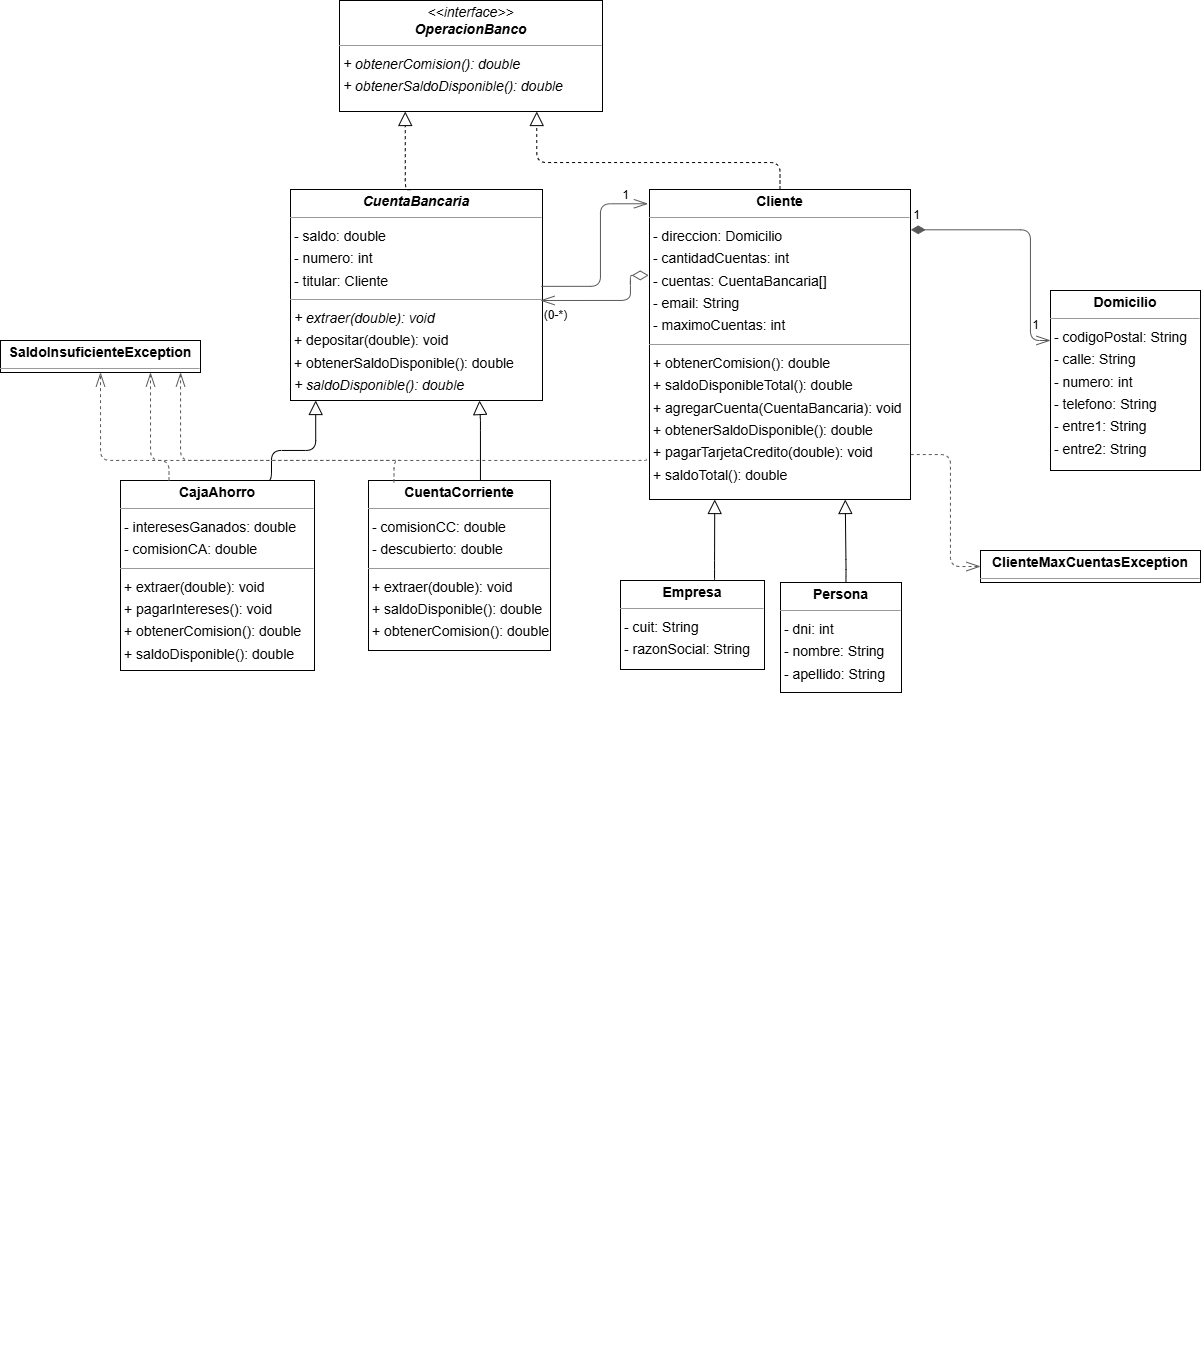 <<interface>>
OperacionBanco
+ obtenerComision(): double
+ obtenerSaldoDisponible(): double
CuentaBancaria
- saldo: double
- numero: int
- titular: Cliente
+ extraer(double): void
+ depositar(double): void
+ obtenerSaldoDisponible(): double
+ saldoDisponible(): double
1
(0-*)
Cliente
- direccion: Domicilio
- cantidadCuentas: int
- cuentas: CuentaBancaria[]
- email: String
- maximoCuentas: int
+ obtenerComision(): double
+ saldoDisponibleTotal(): double
+ agregarCuenta(CuentaBancaria): void
+ obtenerSaldoDisponible(): double
+ pagarTarjetaCredito(double): void
+ saldoTotal(): double
1
1
Domicilio
- codigoPostal: String
- calle: String
- numero: int
- telefono: String
- entre1: String
- entre2: String
SaldoInsuficienteException
CajaAhorro
- interesesGanados: double
- comisionCA: double
+ extraer(double): void
+ pagarIntereses(): void
+ obtenerComision(): double
+ saldoDisponible(): double
CuentaCorriente
- comisionCC: double
- descubierto: double
+ extraer(double): void
+ saldoDisponible(): double
+ obtenerComision(): double
ClienteMaxCuentasException
Empresa
- cuit: String
- razonSocial: String
Persona
- dni: int
- nombre: String
- apellido: String